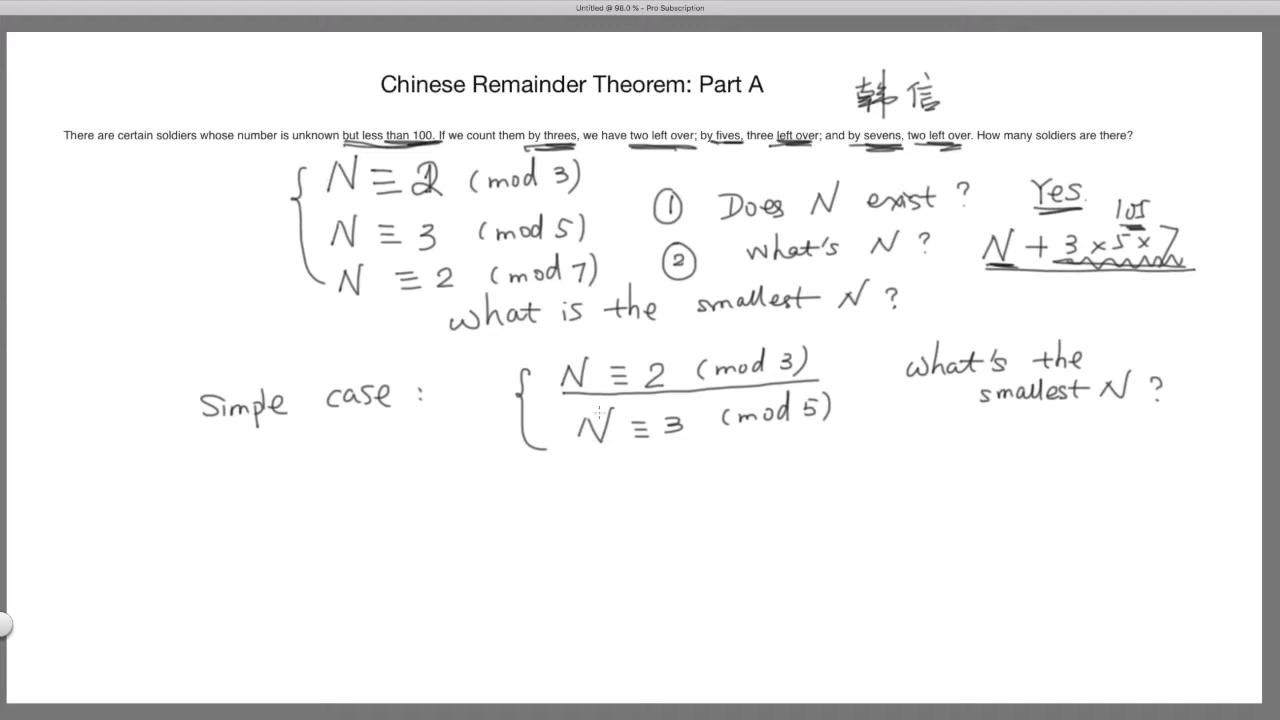 Untitled @ 98.0 % - Pro Subscription
Chinese Remainder Theorem: Part A 韩信
There are certain soldiers whose number is unknown but less than 100. If we count them by threes, we have two left over; by fives, three left over; and by sevens, two left over. How many soldiers are there?
N ≡ 2 (mod 3)
N ≡ 3 (mod 5)
N ≡ 2 (mod 7)
① Does N exist ? Yes.
② what's N ?
105
N + 3 × 5 × 7
what is the smallest N ?
Simple case :
N ≡ 2 (mod 3)
N ≡ 3 (mod 5)
what's the
smallest N ?